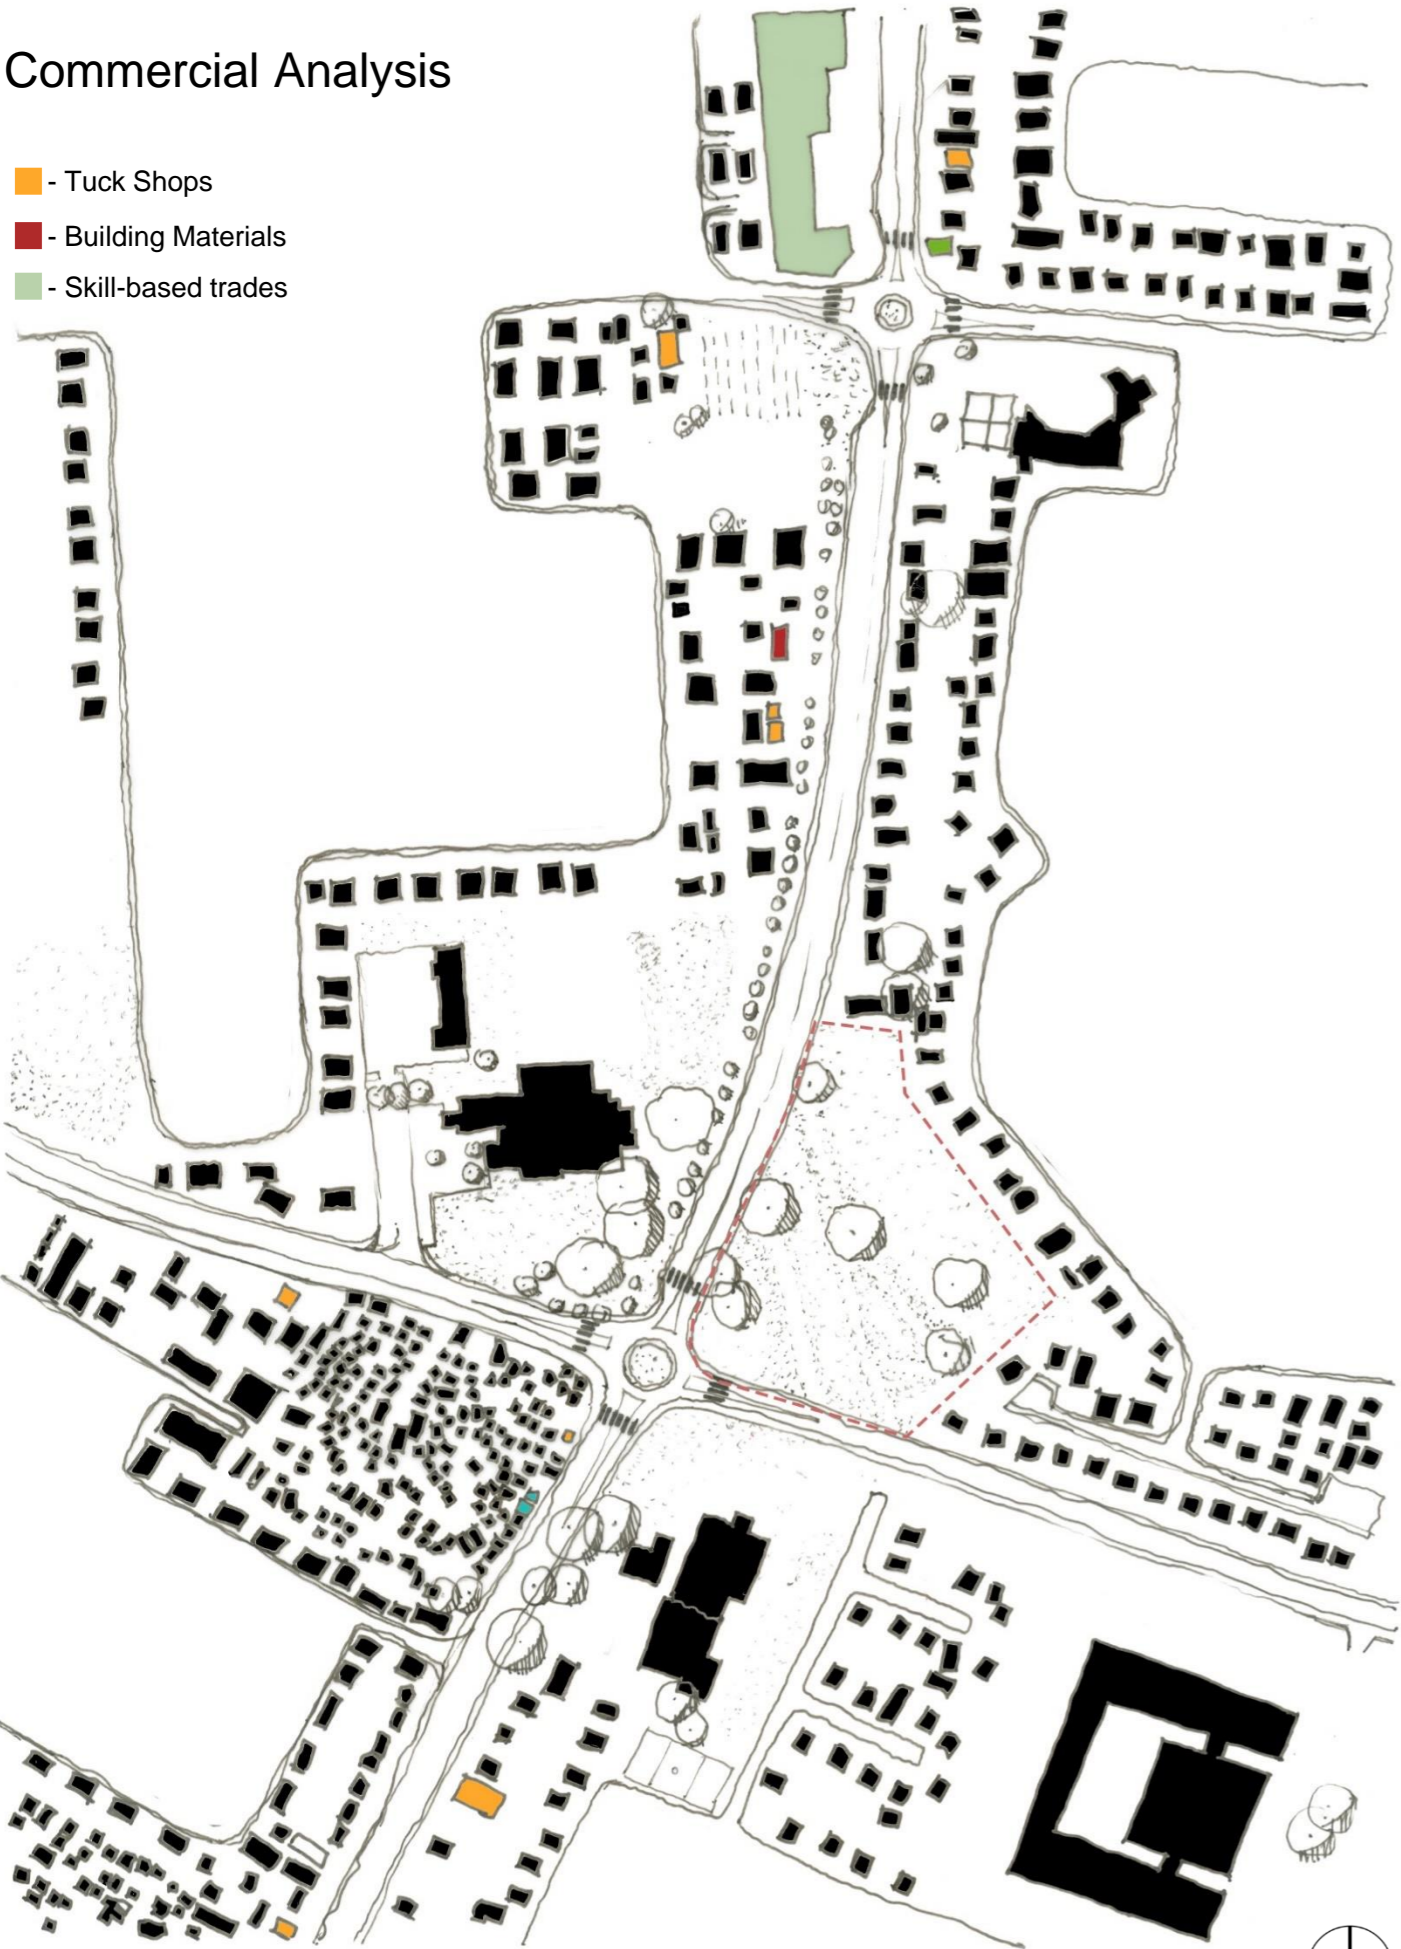 Commercial Analysis
- Tuck Shops
- Building Materials
- Skill-based trades